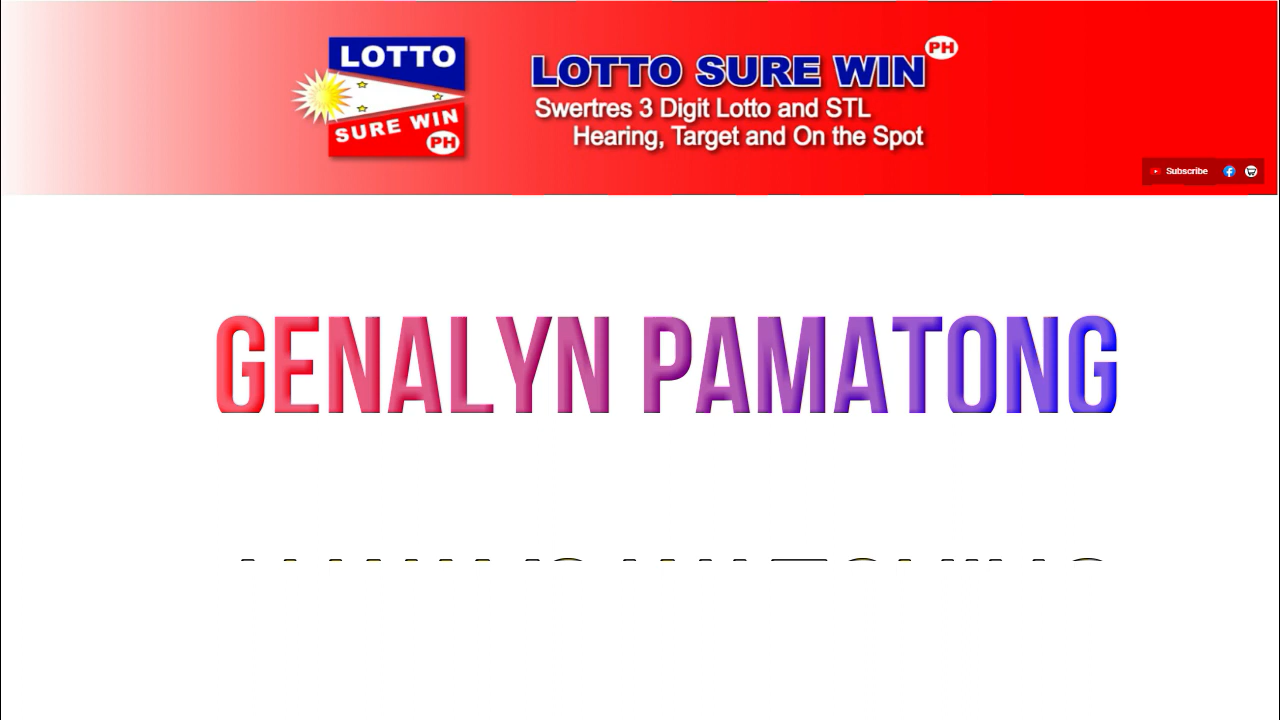 LOTTO
SURE WIN
PH
LOTTO SURE WIN PH
Swertres 3 Digit Lotto and STL
Hearing, Target and On the Spot
Subscribe
GENALYN PAMATONG